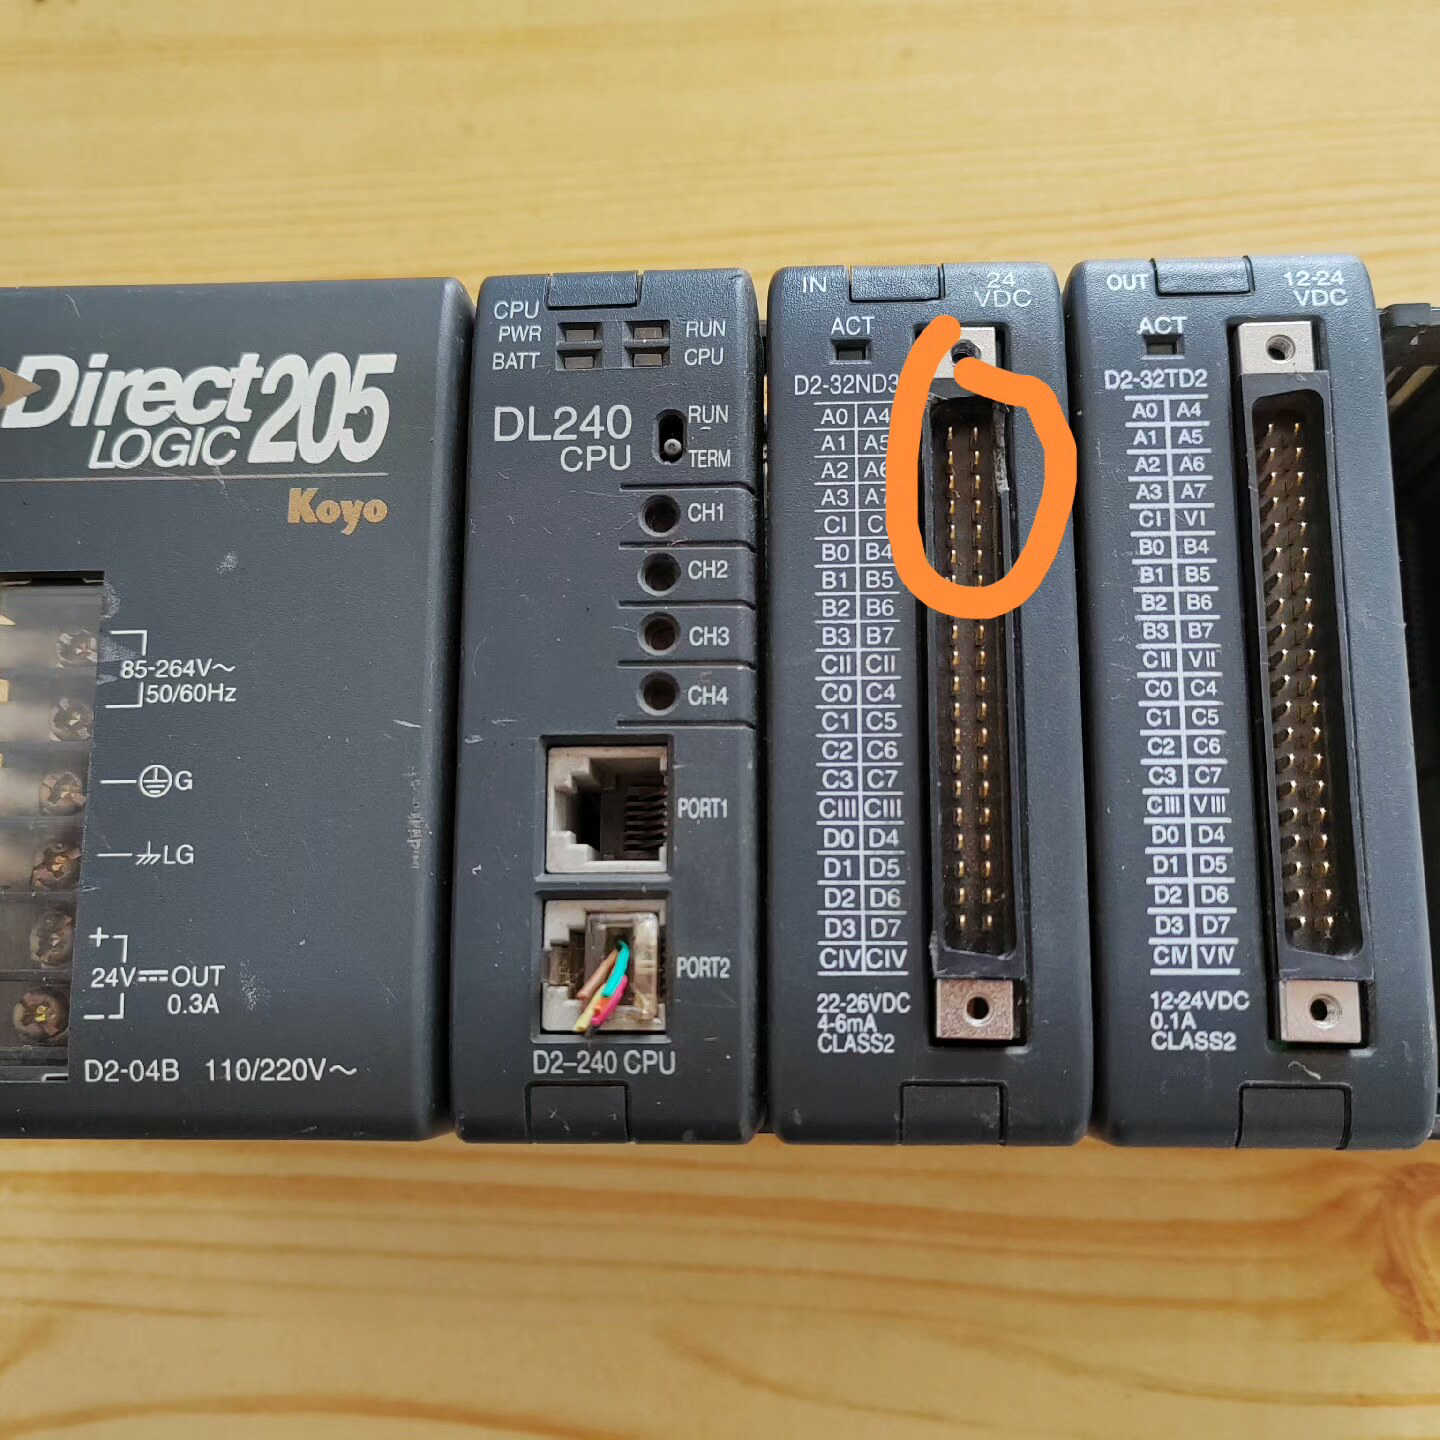 Direct
LOGIC 205
Koyo
85-264V~
50/60Hz
G
LG
+
24V OUT
0.3A
−
D2-04B 110/220V~
CPU
PWR RUN
BATT CPU
DL240
CPU
RUN
TERM
CH1
CH2
CH3
CH4
PORT1
PORT2
D2-240 CPU
IN 24
VDC
ACT
D2-32ND3
A0 A4
A1 A5
A2 A6
A3 A7
CI
B0 B4
B1 B5
B2 B6
B3 B7
CII CII
C0 C4
C1 C5
C2 C6
C3 C7
CIII CIII
D0 D4
D1 D5
D2 D6
D3 D7
CIV CIV
22-26VDC
4-6mA
CLASS2
OUT 12-24
VDC
ACT
D2-32TD2
A0 A4
A1 A5
A2 A6
A3 A7
CI VI
B0 B4
B1 B5
B2 B6
B3 B7
CII VII
C0 C4
C1 C5
C2 C6
C3 C7
CIII VIII
D0 D4
D1 D5
D2 D6
D3 D7
CIV VIV
12-24VDC
0.1A
CLASS2